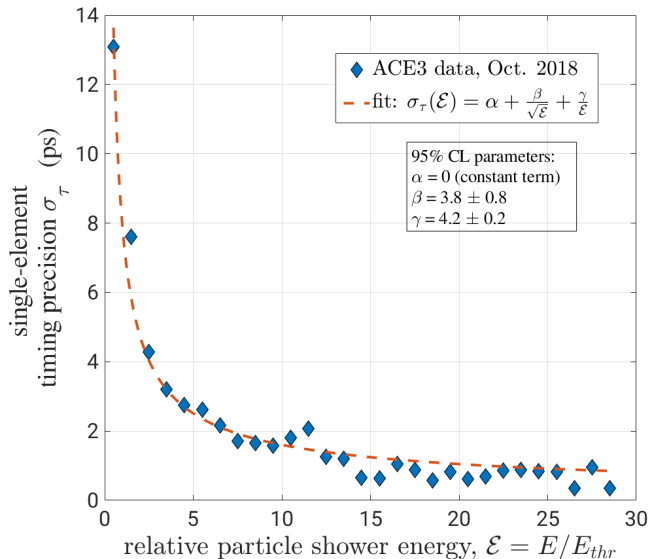 14
12
10
8
6
4
2
0
0 5 10 15 20 25 30
single-element
timing precision σ_τ (ps)
relative particle shower energy, ℰ = E/E_thr
ACE3 data, Oct. 2018
fit: σ_τ(ℰ) = α + β/√ℰ + γ/ℰ
95% CL parameters:
α = 0 (constant term)
β = 3.8 ± 0.8
γ = 4.2 ± 0.2